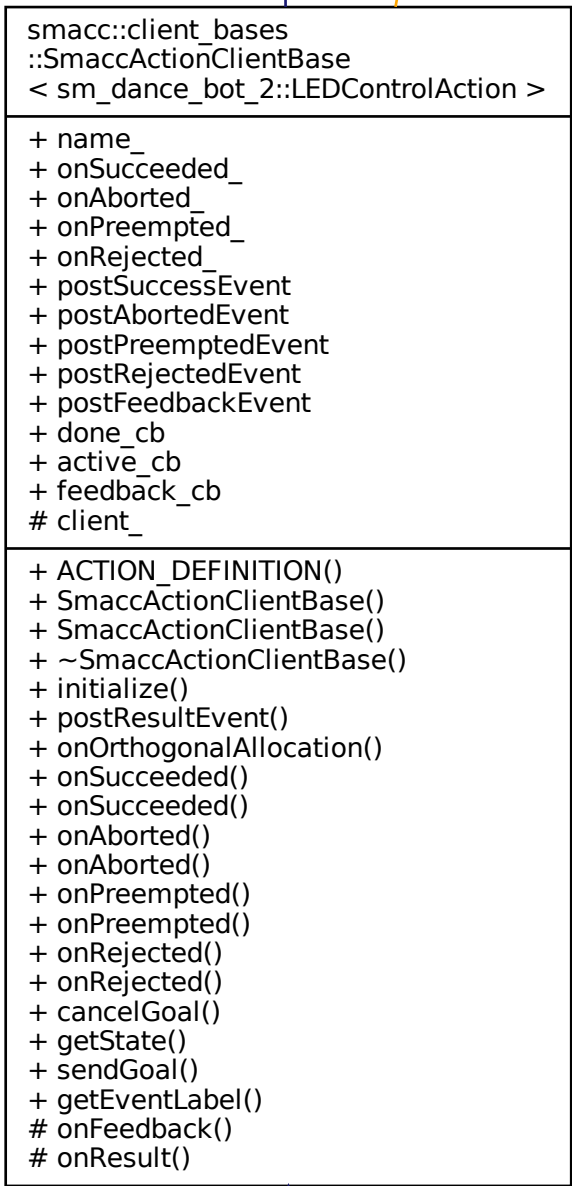 smacc::client_bases
::SmaccActionClientBase
< sm_dance_bot_2::LEDControlAction >
+ name_
+ onSucceeded_
+ onAborted_
+ onPreempted_
+ onRejected_
+ postSuccessEvent
+ postAbortedEvent
+ postPreemptedEvent
+ postRejectedEvent
+ postFeedbackEvent
+ done_cb
+ active_cb
+ feedback_cb
# client_
+ ACTION_DEFINITION()
+ SmaccActionClientBase()
+ SmaccActionClientBase()
+ ~SmaccActionClientBase()
+ initialize()
+ postResultEvent()
+ onOrthogonalAllocation()
+ onSucceeded()
+ onSucceeded()
+ onAborted()
+ onAborted()
+ onPreempted()
+ onPreempted()
+ onRejected()
+ onRejected()
+ cancelGoal()
+ getState()
+ sendGoal()
+ getEventLabel()
# onFeedback()
# onResult()